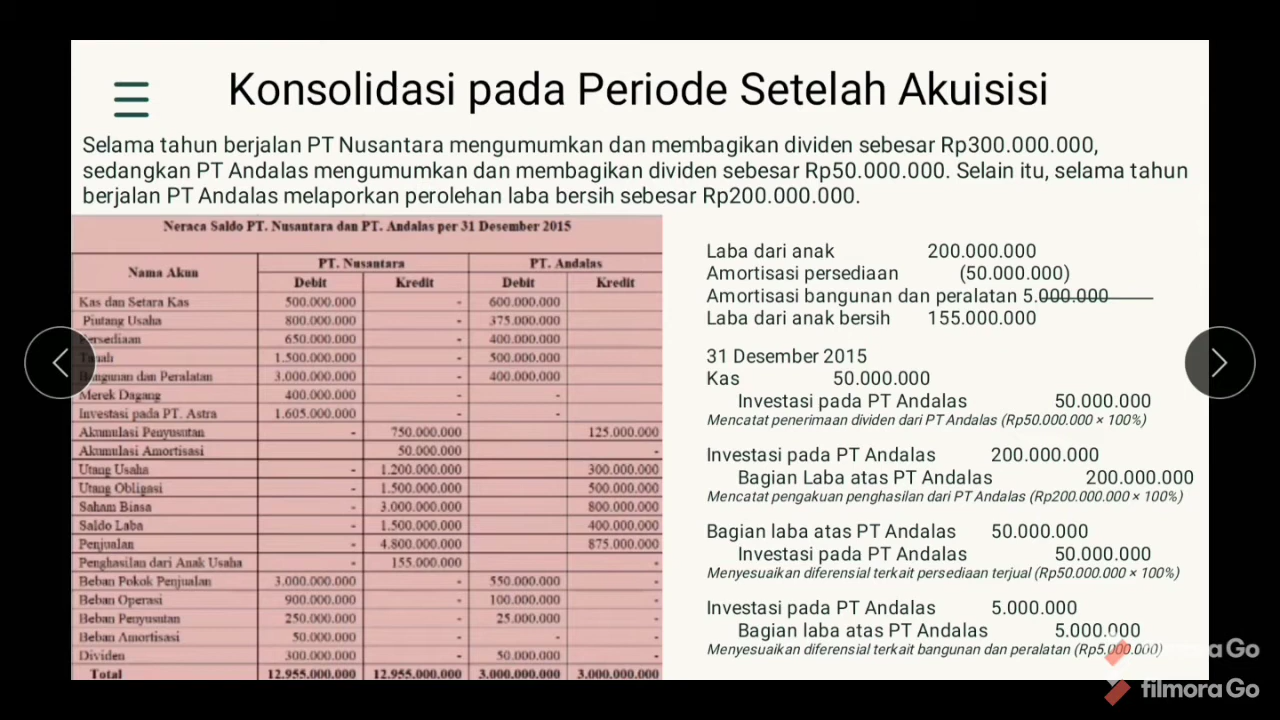 Konsolidasi pada Periode Setelah Akuisisi
Selama tahun berjalan PT Nusantara mengumumkan dan membagikan dividen sebesar Rp300.000.000,
sedangkan PT Andalas mengumumkan dan membagikan dividen sebesar Rp50.000.000. Selain itu, selama tahun
berjalan PT Andalas melaporkan perolehan laba bersih sebesar Rp200.000.000.
Neraca Saldo PT. Nusantara dan PT. Andalas per 31 Desember 2015
Nama Akun PT. Nusantara PT. Andalas
Debit Kredit Debit Kredit
Kas dan Setara Kas 500.000.000 - 600.000.000
Piutang Usaha 800.000.000 - 375.000.000
Persediaan 650.000.000 - 400.000.000
Tanah 1.500.000.000 - 500.000.000
Bangunan dan Peralatan 3.000.000.000 - 400.000.000
Merek Dagang 400.000.000 - -
Investasi pada PT. Astra 1.605.000.000 - -
Akumulasi Penyusutan - 750.000.000 125.000.000
Akumulasi Amortisasi 50.000.000 -
Utang Usaha - 1.200.000.000 300.000.000
Utang Obligasi - 1.500.000.000 500.000.000
Saham Biasa - 3.000.000.000 800.000.000
Saldo Laba - 1.500.000.000 400.000.000
Penjualan - 4.800.000.000 875.000.000
Penghasilan dari Anak Usaha - 155.000.000 -
Beban Pokok Penjualan 3.000.000.000 - 550.000.000 -
Beban Operasi 900.000.000 - 100.000.000 -
Beban Penyusutan 250.000.000 - 25.000.000 -
Beban Amortisasi 50.000.000 - - -
Dividen 300.000.000 - 50.000.000 -
Total 12.955.000.000 12.955.000.000 3.000.000.000 3.000.000.000
Laba dari anak 200.000.000
Amortisasi persediaan (50.000.000)
Amortisasi bangunan dan peralatan 5.000.000
Laba dari anak bersih 155.000.000
31 Desember 2015
Kas 50.000.000
Investasi pada PT Andalas 50.000.000
Mencatat penerimaan dividen dari PT Andalas (Rp50.000.000 × 100%)
Investasi pada PT Andalas 200.000.000
Bagian Laba atas PT Andalas 200.000.000
Mencatat pengakuan penghasilan dari PT Andalas (Rp200.000.000 × 100%)
Bagian laba atas PT Andalas 50.000.000
Investasi pada PT Andalas 50.000.000
Menyesuaikan diferensial terkait persediaan terjual (Rp50.000.000 × 100%)
Investasi pada PT Andalas 5.000.000
Bagian laba atas PT Andalas 5.000.000
Menyesuaikan diferensial terkait bangunan dan peralatan (Rp5.000.000)
filmora Go